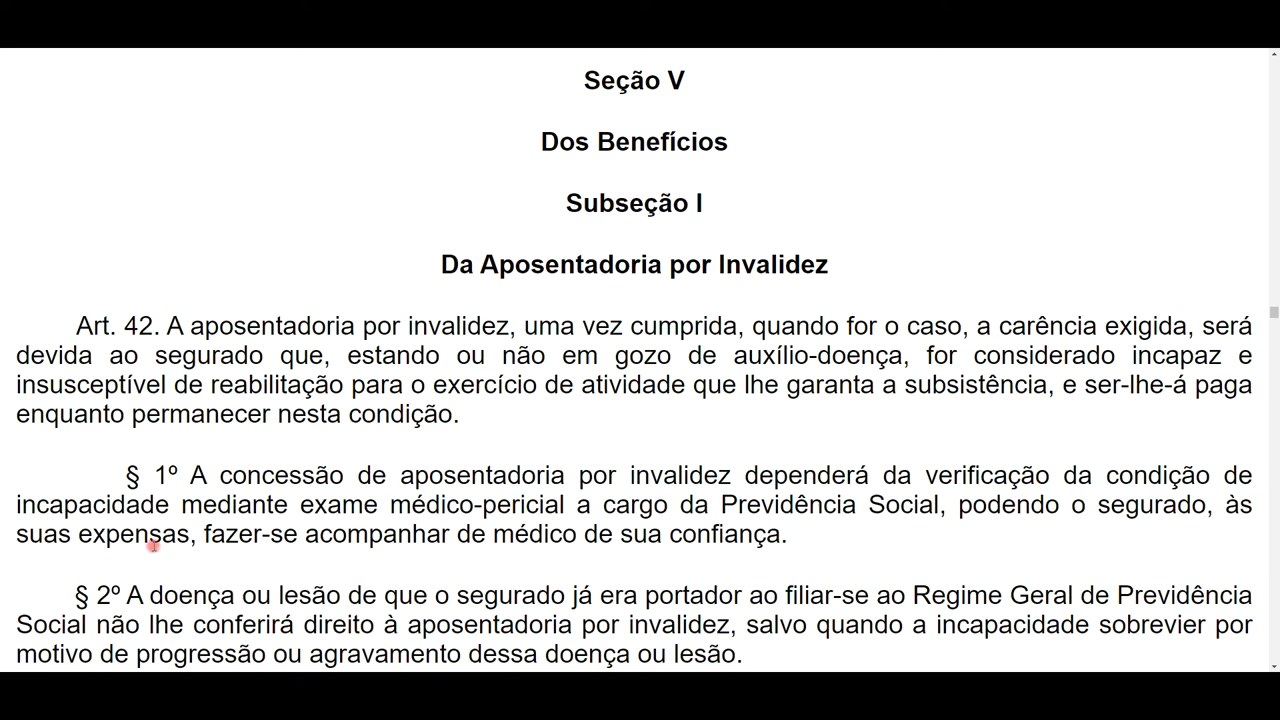 Seção V
Dos Benefícios
Subseção I
Da Aposentadoria por Invalidez
Art. 42. A aposentadoria por invalidez, uma vez cumprida, quando for o caso, a carência exigida, será
devida ao segurado que, estando ou não em gozo de auxílio-doença, for considerado incapaz e
insusceptível de reabilitação para o exercício de atividade que lhe garanta a subsistência, e ser-lhe-á paga
enquanto permanecer nesta condição.
§ 1º A concessão de aposentadoria por invalidez dependerá da verificação da condição de
incapacidade mediante exame médico-pericial a cargo da Previdência Social, podendo o segurado, às
suas expensas, fazer-se acompanhar de médico de sua confiança.
§ 2º A doença ou lesão de que o segurado já era portador ao filiar-se ao Regime Geral de Previdência
Social não lhe conferirá direito à aposentadoria por invalidez, salvo quando a incapacidade sobrevier por
motivo de progressão ou agravamento dessa doença ou lesão.